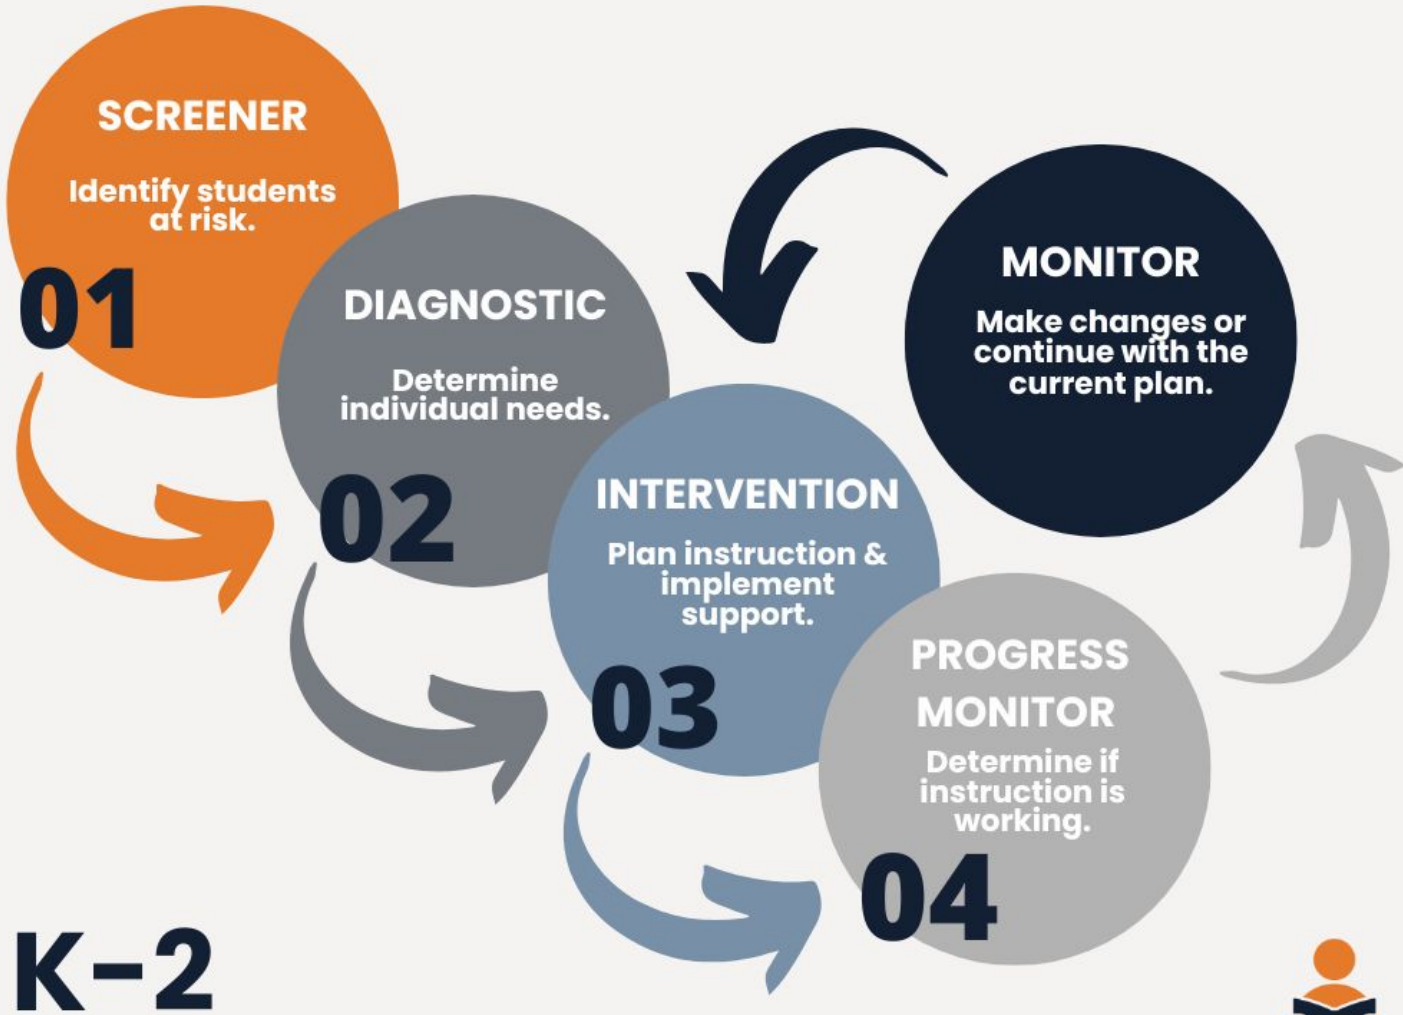 SCREENER
Identify students
at risk.
01
DIAGNOSTIC
Determine
individual needs.
02
INTERVENTION
Plan instruction &
implement
support.
03
PROGRESS
MONITOR
Determine if
instruction is
working.
04
MONITOR
Make changes or
continue with the
current plan.
K-2